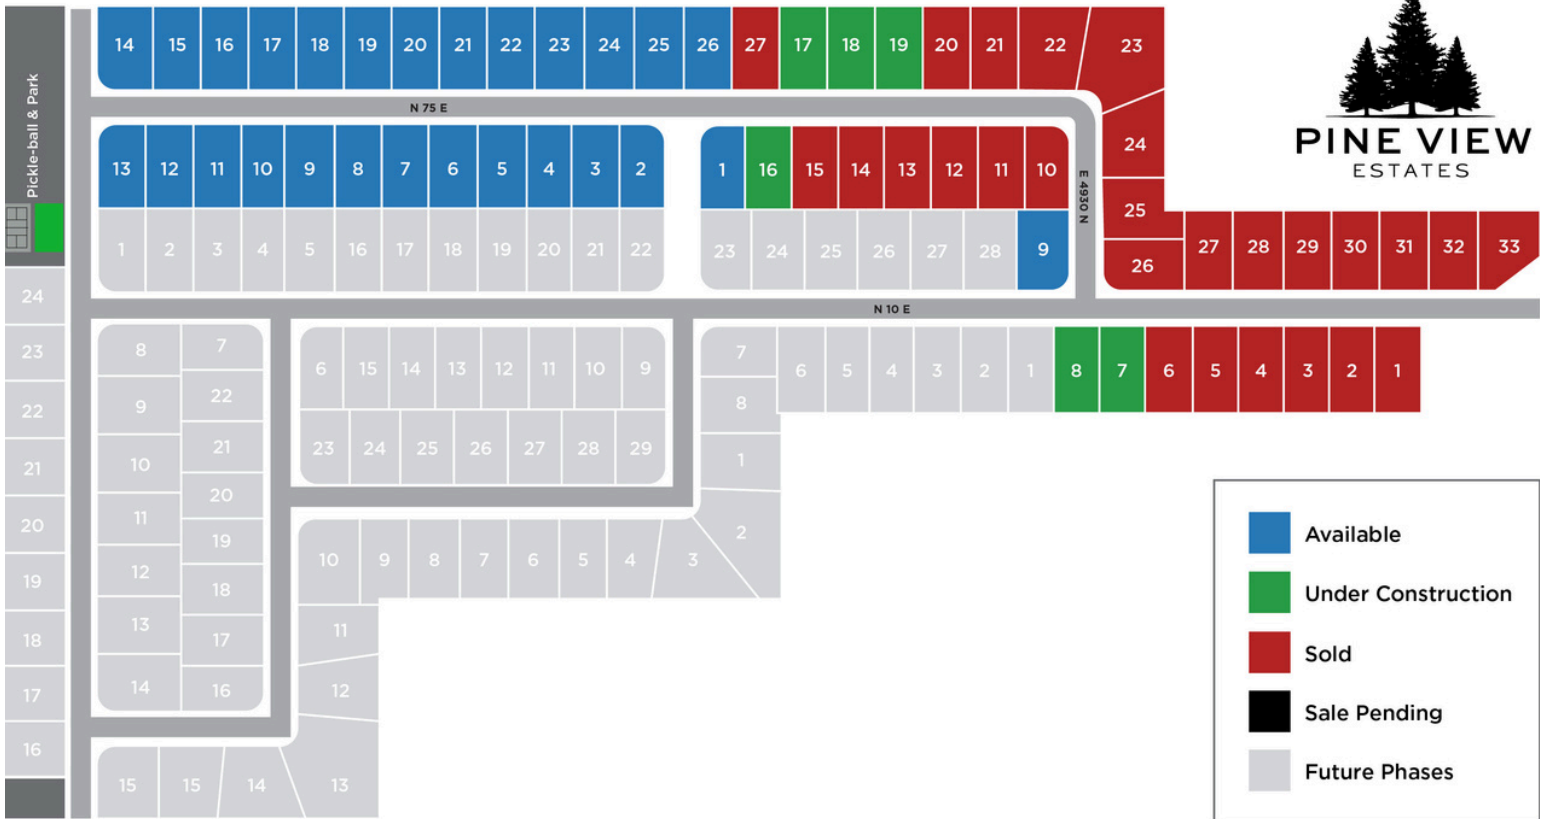 14 15 16 17 18 19 20 21 22 23 24 25 26 27 17 18 19 20 21 22 23
Pickle-ball & Park
N 75 E
PINE VIEW
ESTATES
13 12 11 10 9 8 7 6 5 4 3 2 1 16 15 14 13 12 11 10
E 4930 N
24
25
26
27 28 29 30 31 32 33
1 2 3 4 5 16 17 18 19 20 21 22 23 24 25 26 27 28 9
N 10 E
24
23
22
21
20
19
18
17
16
8
9
10
11
12
13
14
7
22
21
20
19
18
17
16
6 15 14 13 12 11 10 9
23 24 25 26 27 28 29
7
8
1
2
6 5 4 3 2 1 8 7 6 5 4 3 2 1
10 9 8 7 6 5 4 3
11
12
13
15 15 14
Available
Under Construction
Sold
Sale Pending
Future Phases